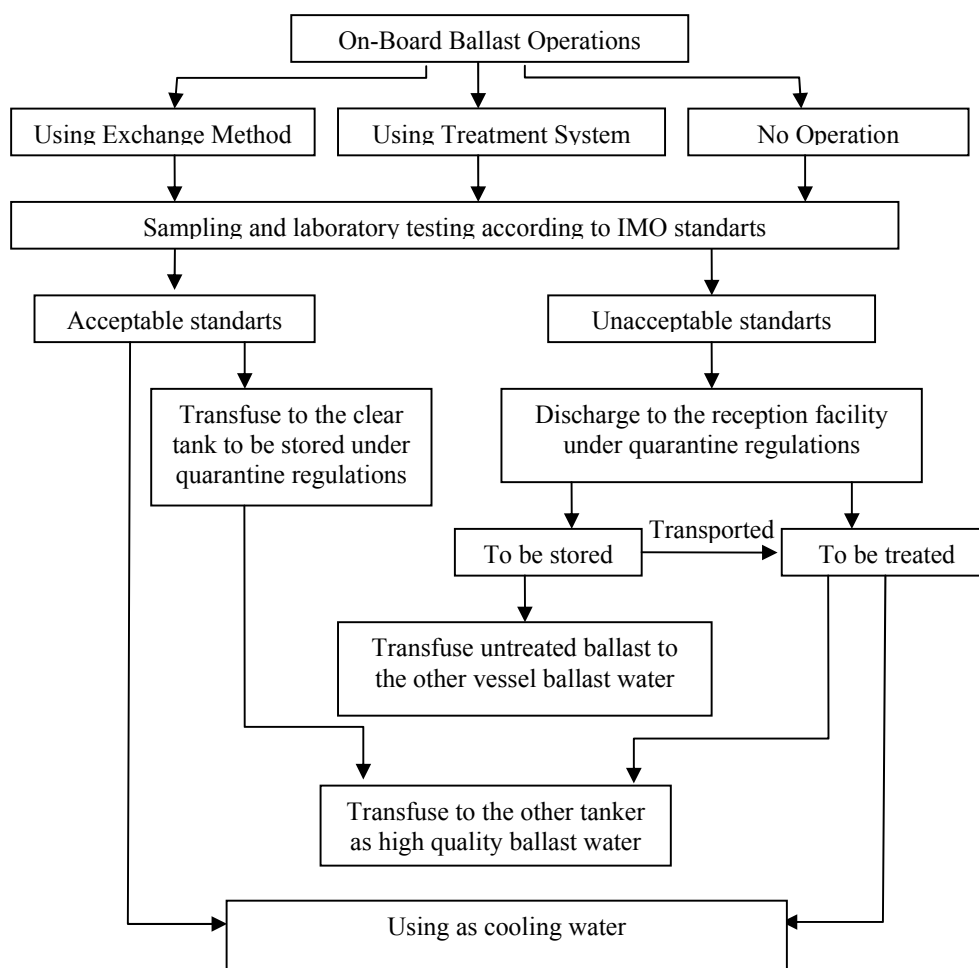 On-Board Ballast Operations
Using Exchange Method
Using Treatment System
No Operation
Sampling and laboratory testing according to IMO standarts
Acceptable standarts
Unacceptable standarts
Transfuse to the clear
tank to be stored under
quarantine regulations
Discharge to the reception facility
under quarantine regulations
To be stored
Transported
To be treated
Transfuse untreated ballast to
the other vessel ballast water
Transfuse to the other tanker
as high quality ballast water
Using as cooling water